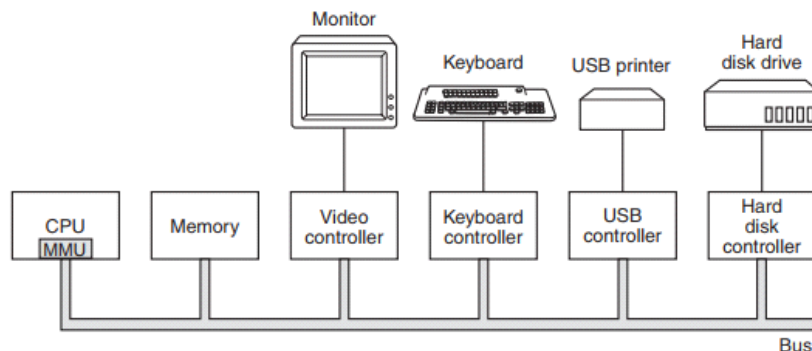 Monitor
Keyboard
USB printer
Hard
disk drive
CPU
MMU
Memory
Video
controller
Keyboard
controller
USB
controller
Hard
disk
controller
Bus